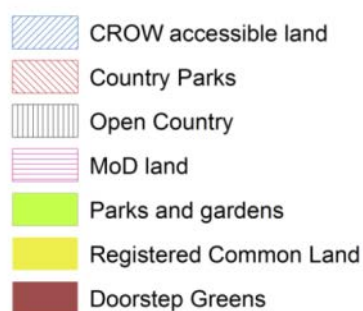 CROW accessible land
Country Parks
Open Country
MoD land
Parks and gardens
Registered Common Land
Doorstep Greens